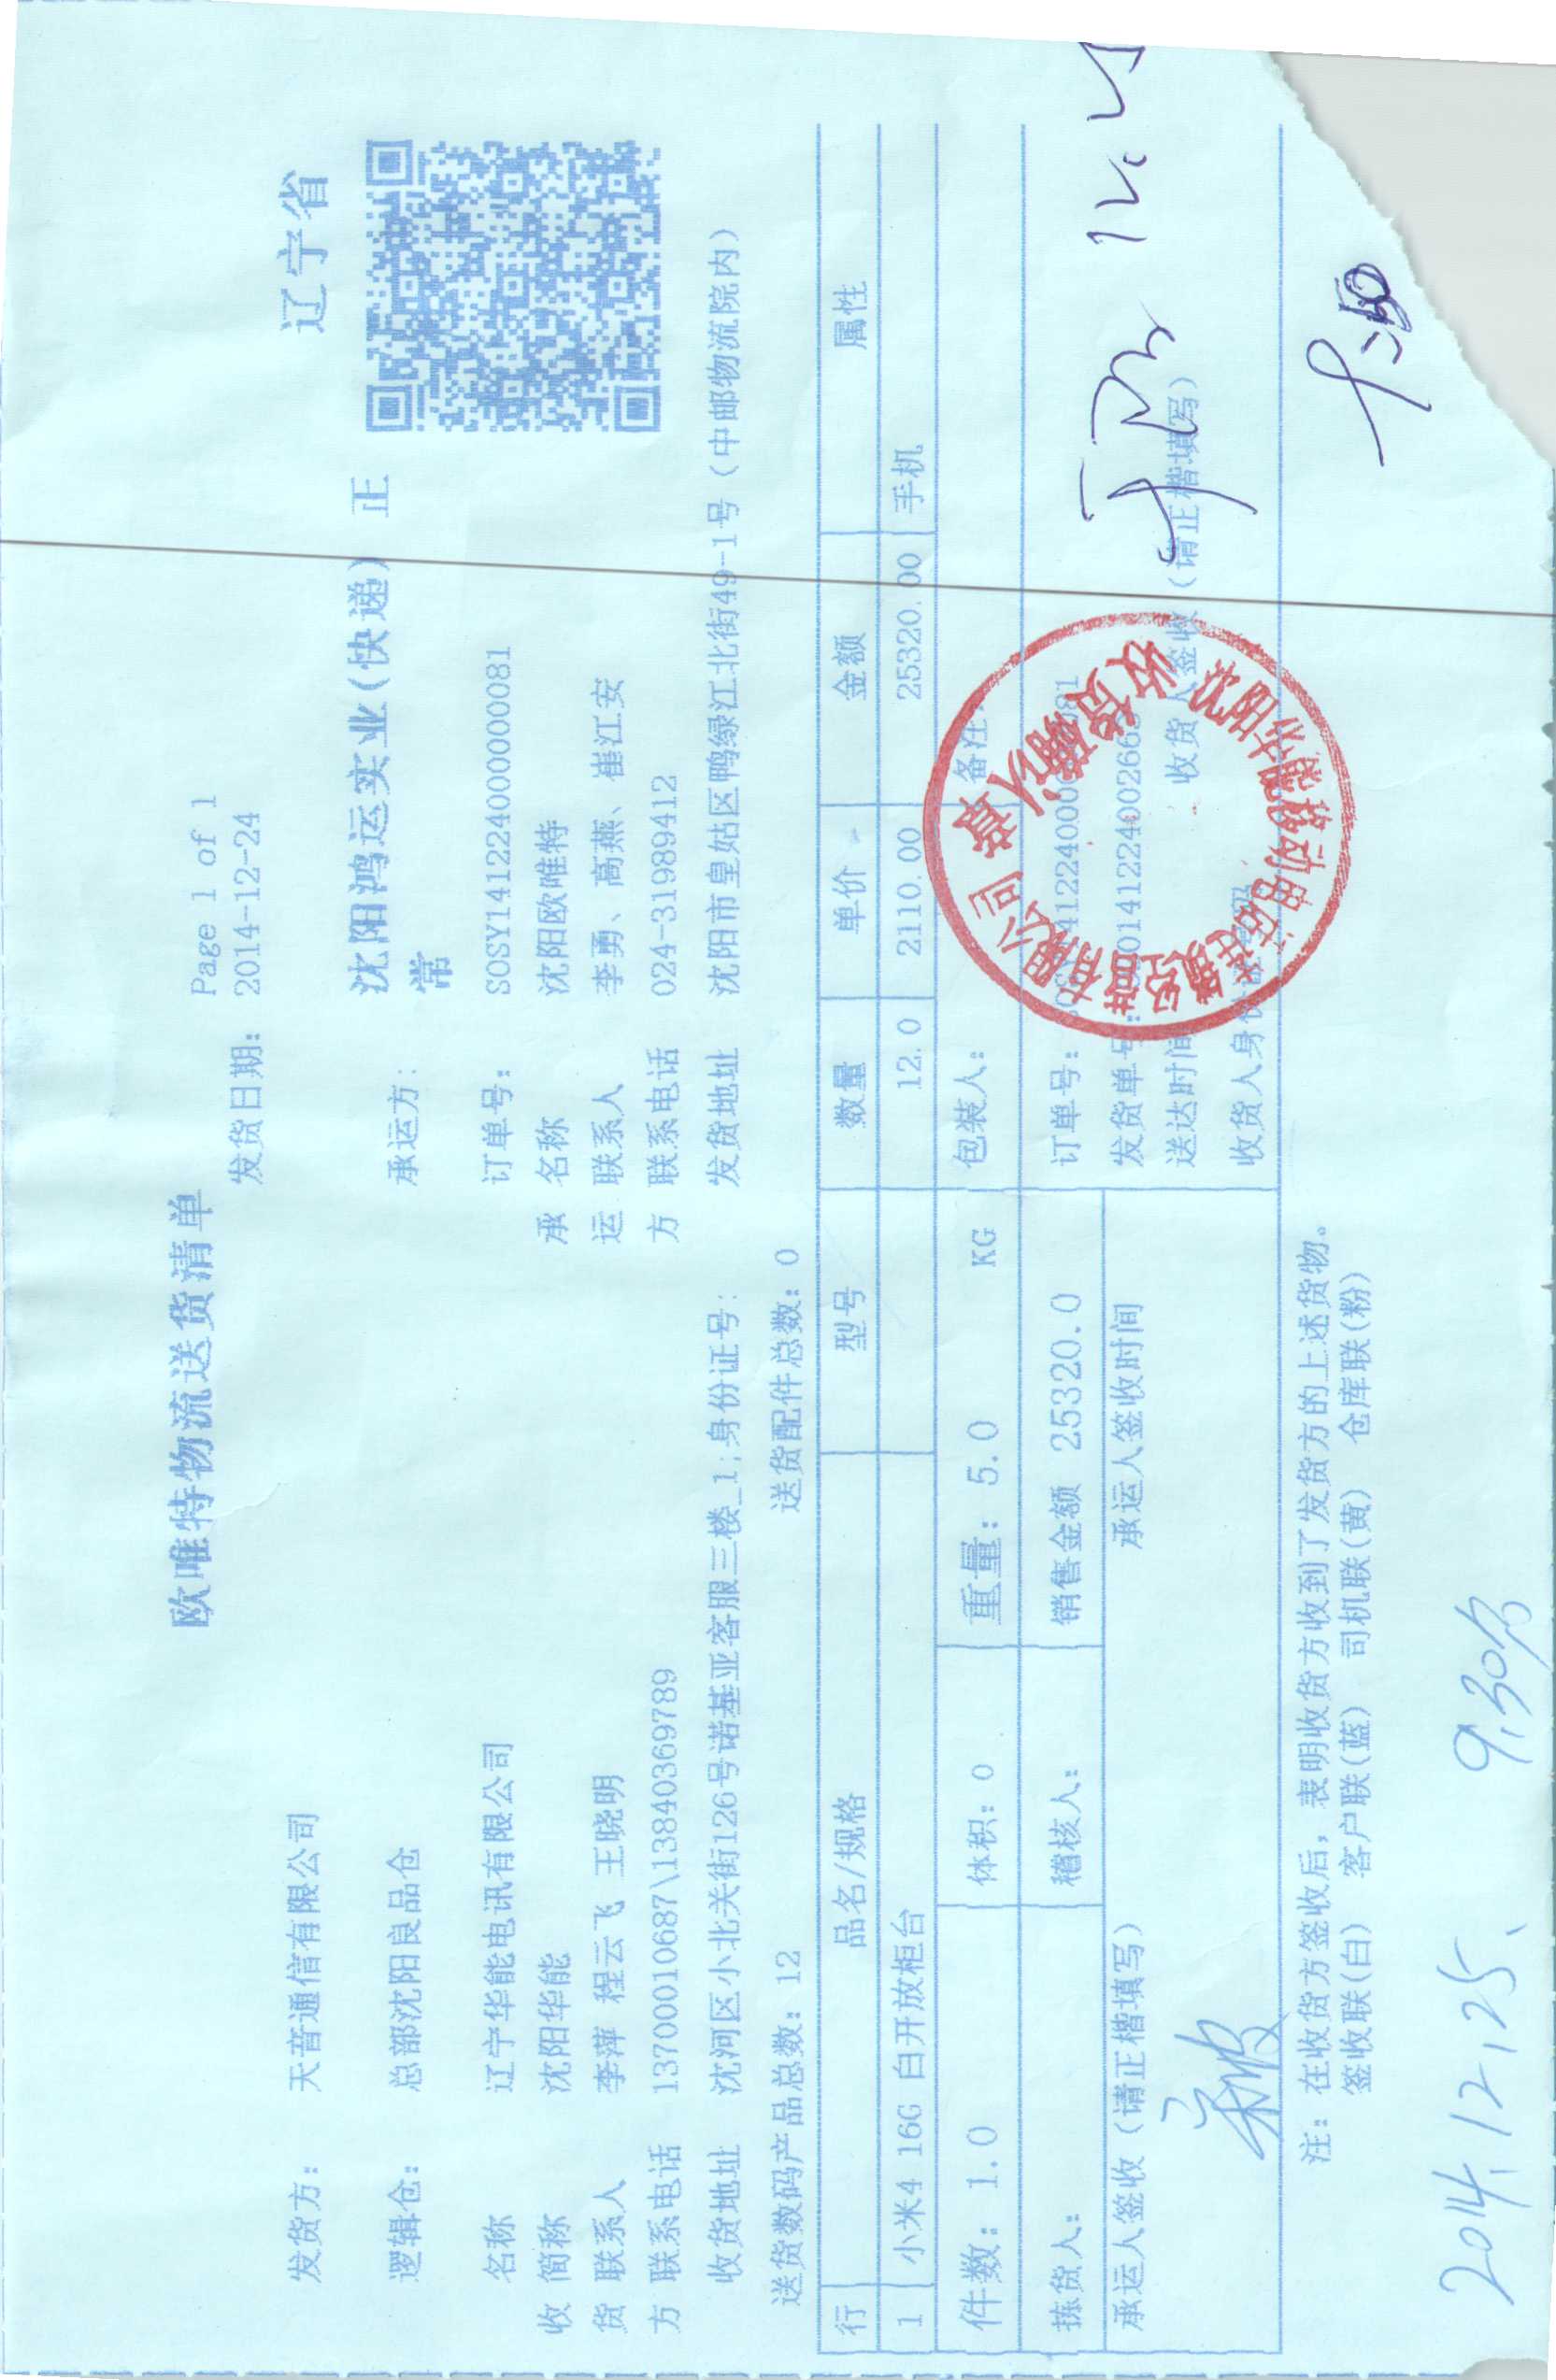 欧唯特物流送货清单
Page 1 of 1
发货日期: 2014-12-24
辽宁省
发货方: 天音通信有限公司
逻辑仓: 总部沈阳良品仓
承运方: 沈阳鸿运实业(快递) 正常
名称 辽宁华能电讯有限公司
订单号: SOSY14122400000081
收 简称 沈阳华能
承 名称 沈阳欧唯特
货 联系人 李萍 程云飞 王晓明
运 联系人 李勇、高燕、崔江安
方 联系电话 13700010687\13840369789
方 联系电话 024-31989412
收货地址 沈河区小北关街126号诺基亚客服三楼_1;身份证号:
发货地址 沈阳市皇姑区鸭绿江北街49-1号(中邮物流院内)
送货数码产品总数: 12 送货配件总数: 0
行 品名/规格 型号 数量 单价 金额 属性
1 小米4 16G 白开放柜台 12.0 2110.00 25320.00 手机
件数: 1.0 体积: 0 重量: 5.0 KG 包装人: 备注
拣货人: 稽核人: 销售金额 25320.0 订单号:
承运人签收(请正楷填写) 承运人签收时间 发货单号:
送达时间 收货人签收(请正楷填写)
收货人身份
收货确认章
有限公司
注: 在收货方签收后, 表明收货方收到了发货方的上述货物。
签收联(白) 客户联(蓝) 司机联(黄) 仓库联(粉)
2014.12.25. 9:30分